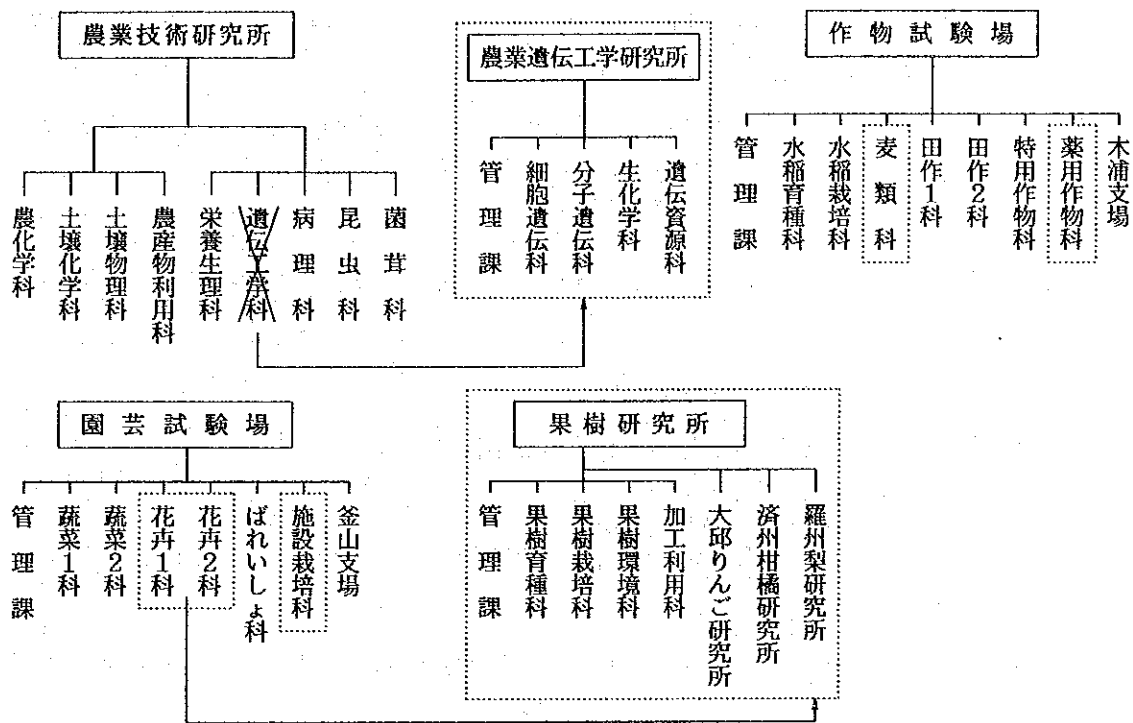 農業技術研究所
農化学科
土壌化学科
土壌物理科
農産物利用科
栄養生理科
遺伝工学科
病理科
昆虫科
菌茸科
農業遺伝工学研究所
管理課
細胞遺伝科
分子遺伝科
生化学科
遺伝資源科
作物試験場
管理課
水稲育種科
水稲栽培科
麦類科
田作1科
田作2科
特用作物科
薬用作物科
木浦支場
園芸試験場
管理課
蔬菜1科
蔬菜2科
花卉1科
花卉2科
ばれいしょ科
施設栽培科
釜山支場
果樹研究所
管理課
果樹育種科
果樹栽培科
果樹環境科
加工利用科
大邱りんご研究所
済州柑橘研究所
羅州梨研究所